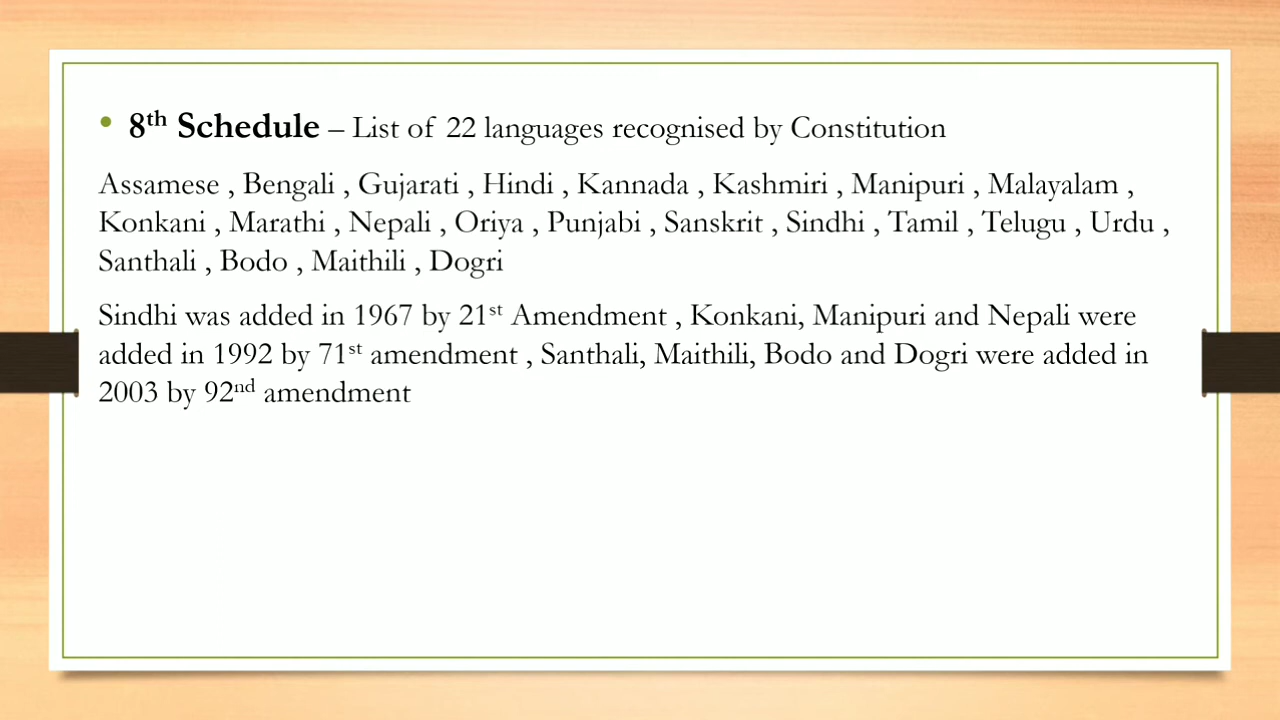 • 8th Schedule – List of 22 languages recognised by Constitution
Assamese , Bengali , Gujarati , Hindi , Kannada , Kashmiri , Manipuri , Malayalam ,
Konkani , Marathi , Nepali , Oriya , Punjabi , Sanskrit , Sindhi , Tamil , Telugu , Urdu ,
Santhali , Bodo , Maithili , Dogri
Sindhi was added in 1967 by 21st Amendment , Konkani, Manipuri and Nepali were
added in 1992 by 71st amendment , Santhali, Maithili, Bodo and Dogri were added in
2003 by 92nd amendment